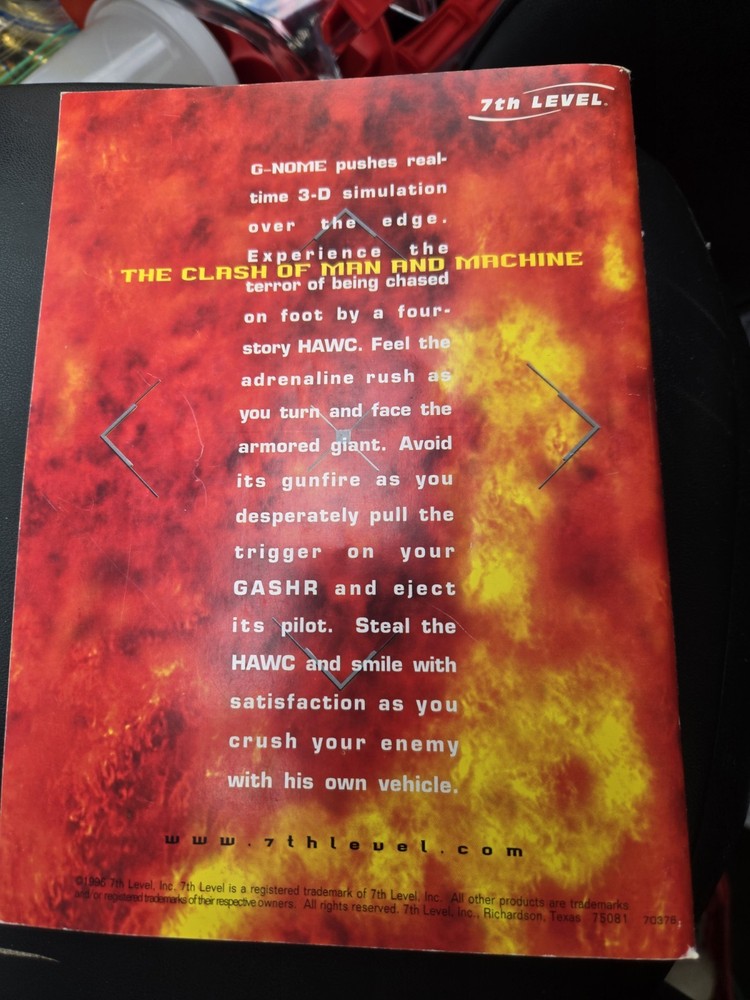 7th LEVEL.
G-NOME pushes real-
time 3-D simulation
over the edge.
Experience the
THE CLASH OF MAN AND MACHINE
terror of being chased
on foot by a four-
story HAWC. Feel the
adrenaline rush as
you turn and face the
armored giant. Avoid
its gunfire as you
desperately pull the
trigger on your
GASHR and eject
its pilot. Steal the
HAWC and smile with
satisfaction as you
crush your enemy
with his own vehicle.
www.7thlevel.com
©1996 7th Level, Inc. 7th Level is a registered trademark of 7th Level, Inc. All other products are trademarks
and/or registered trademarks of their respective owners. All rights reserved. 7th Level, Inc., Richardson, Texas 75081